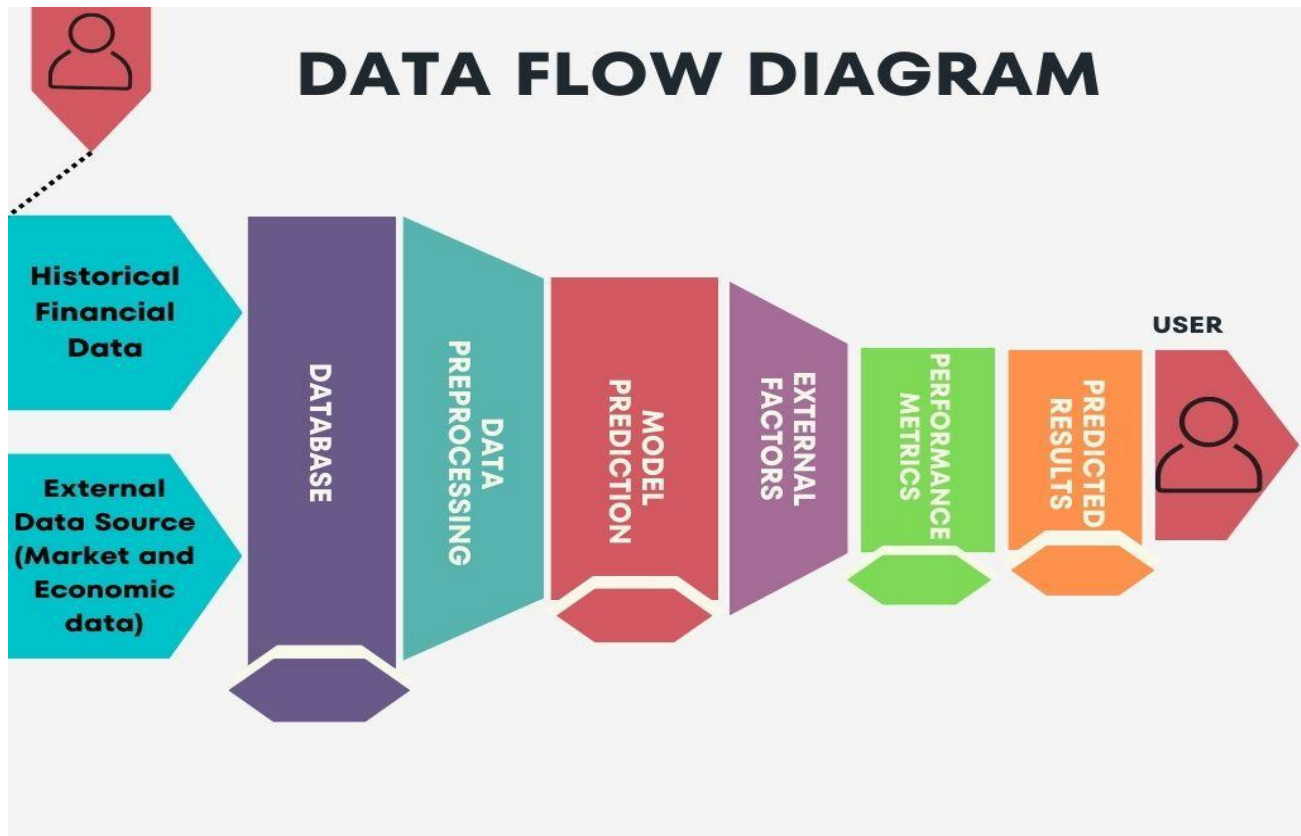 DATA FLOW DIAGRAM
Historical
Financial
Data
External
Data Source
(Market and
Economic
data)
DATABASE
DATA
PREPROCESSING
MODEL
PREDICTION
EXTERNAL
FACTORS
PERFORMANCE
METRICS
PREDICTED
RESULTS
USER